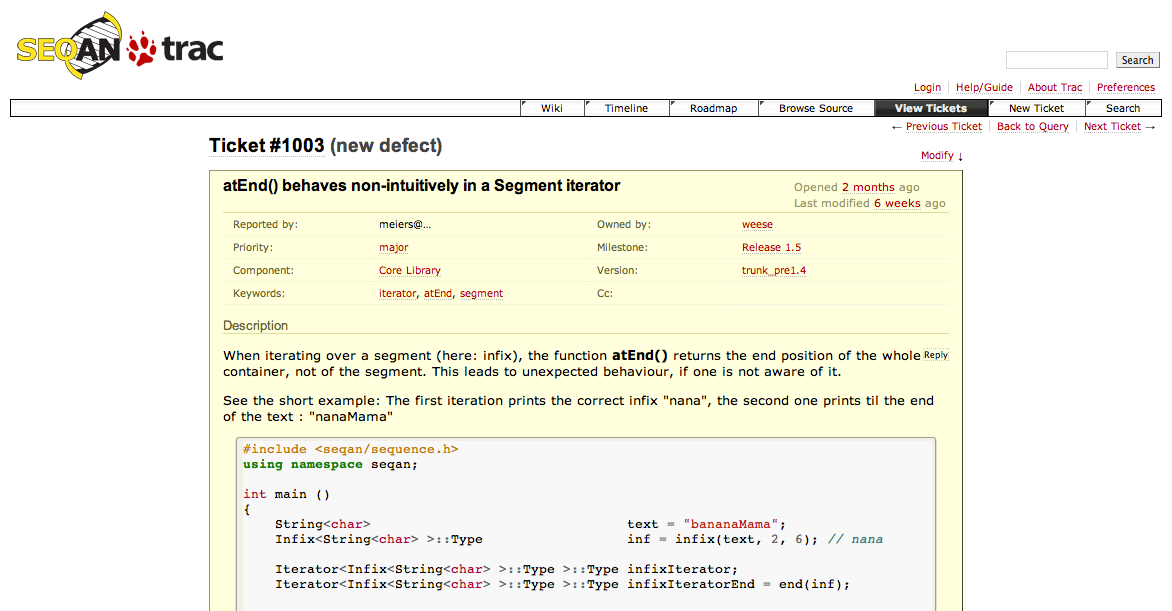 SEQAN trac
Search
Login Help/Guide About Trac Preferences
Wiki Timeline Roadmap Browse Source View Tickets New Ticket Search
← Previous Ticket Back to Query Next Ticket →
Ticket #1003 (new defect)
Modify ↓
atEnd() behaves non-intuitively in a Segment iterator
Opened 2 months ago
Last modified 6 weeks ago
Reported by: meiers@... Owned by: weese
Priority: major Milestone: Release 1.5
Component: Core Library Version: trunk_pre1.4
Keywords: iterator, atEnd, segment Cc:
Description
When iterating over a segment (here: infix), the function atEnd() returns the end position of the whole Reply
container, not of the segment. This leads to unexpected behaviour, if one is not aware of it.
See the short example: The first iteration prints the correct infix "nana", the second one prints til the end
of the text : "nanaMama"
#include <seqan/sequence.h>
using namespace seqan;
int main ()
{
String<char> text = "bananaMama";
Infix<String<char> >::Type inf = infix(text, 2, 6); // nana
Iterator<Infix<String<char> >::Type >::Type infixIterator;
Iterator<Infix<String<char> >::Type >::Type infixIteratorEnd = end(inf);